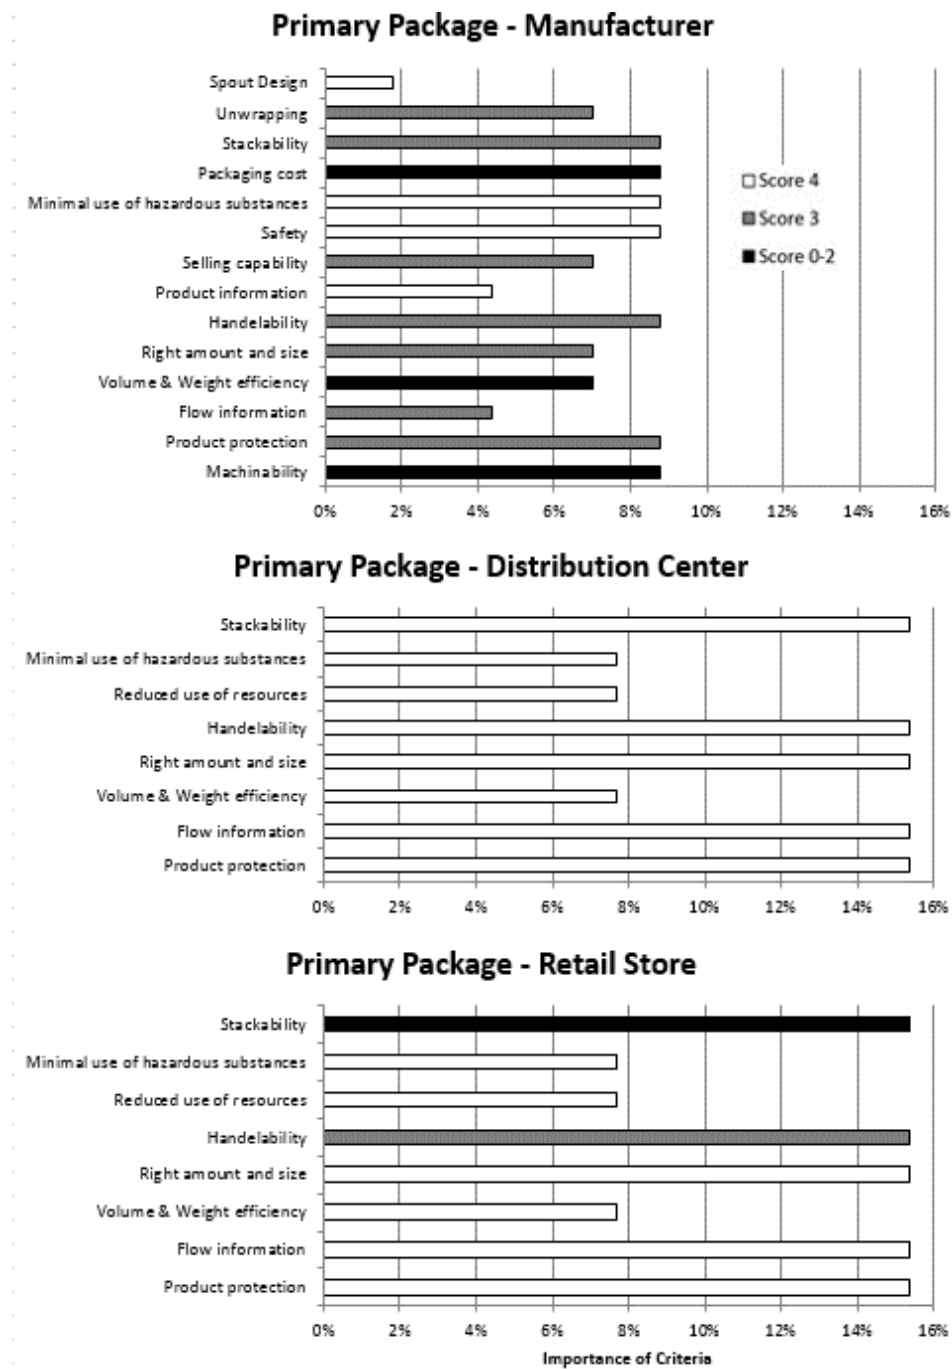 Primary Package - Manufacturer
Spout Design
Unwrapping
Stackability
Packaging cost
Minimal use of hazardous substances
Safety
Selling capability
Product information
Handelability
Right amount and size
Volume & Weight efficiency
Flow information
Product protection
Machinability
Score 4
Score 3
Score 0-2
0% 2% 4% 6% 8% 10% 12% 14% 16%
Primary Package - Distribution Center
Stackability
Minimal use of hazardous substances
Reduced use of resources
Handelability
Right amount and size
Volume & Weight efficiency
Flow information
Product protection
0% 2% 4% 6% 8% 10% 12% 14% 16%
Primary Package - Retail Store
Stackability
Minimal use of hazardous substances
Reduced use of resources
Handelability
Right amount and size
Volume & Weight efficiency
Flow information
Product protection
0% 2% 4% 6% 8% 10% 12% 14% 16%
Importance of Criteria